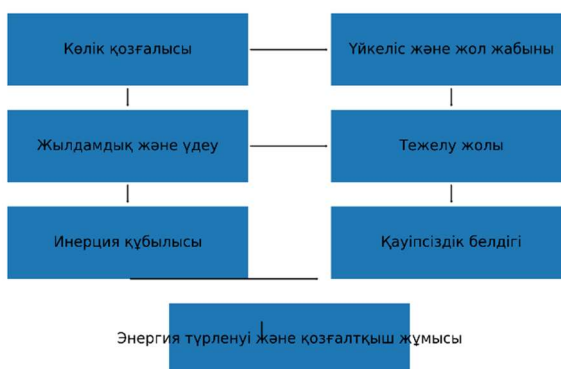 Көлік қозғалысы
Үйкеліс және жол жабыны
Жылдамдық және үдеу
Тежелу жолы
Инерция құбылысы
Қауіпсіздік белдігі
Энергия түрленуі және қозғалтқыш жұмысы